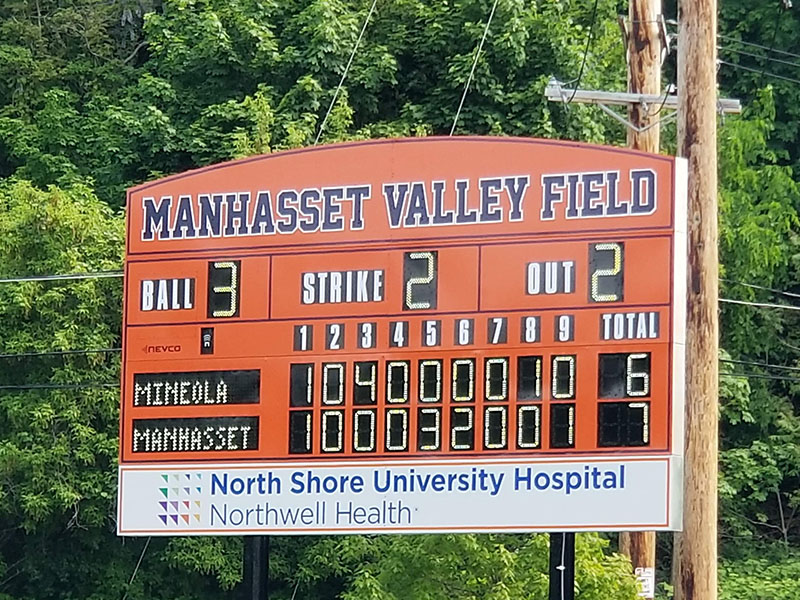 MANHASSET VALLEY FIELD
BALL 3 STRIKE 2 OUT 2
NEVCO 1 2 3 4 5 6 7 8 9 TOTAL
MINEOLA 1 0 4 0 0 0 0 1 0 6
MANHASSET 1 0 0 0 3 2 0 0 1 7
North Shore University Hospital
Northwell Health